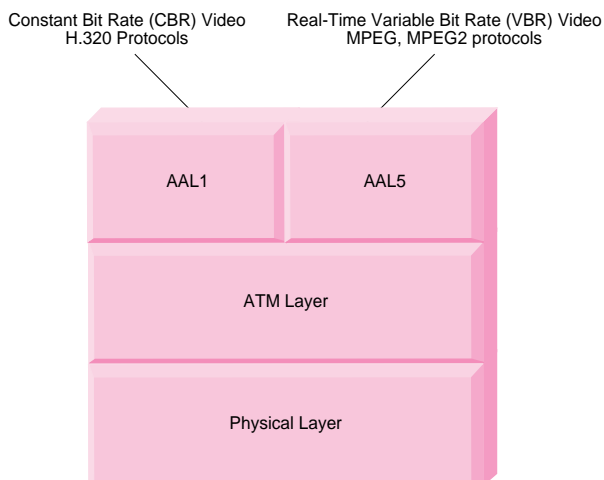 Constant Bit Rate (CBR) Video
H.320 Protocols
Real-Time Variable Bit Rate (VBR) Video
MPEG, MPEG2 protocols
AAL1
AAL5
ATM Layer
Physical Layer